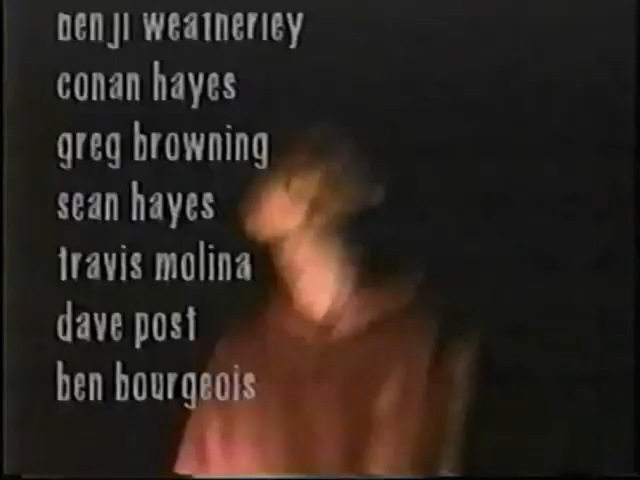 benji weatherley
conan hayes
greg browning
sean hayes
travis molina
dave post
ben bourgeois